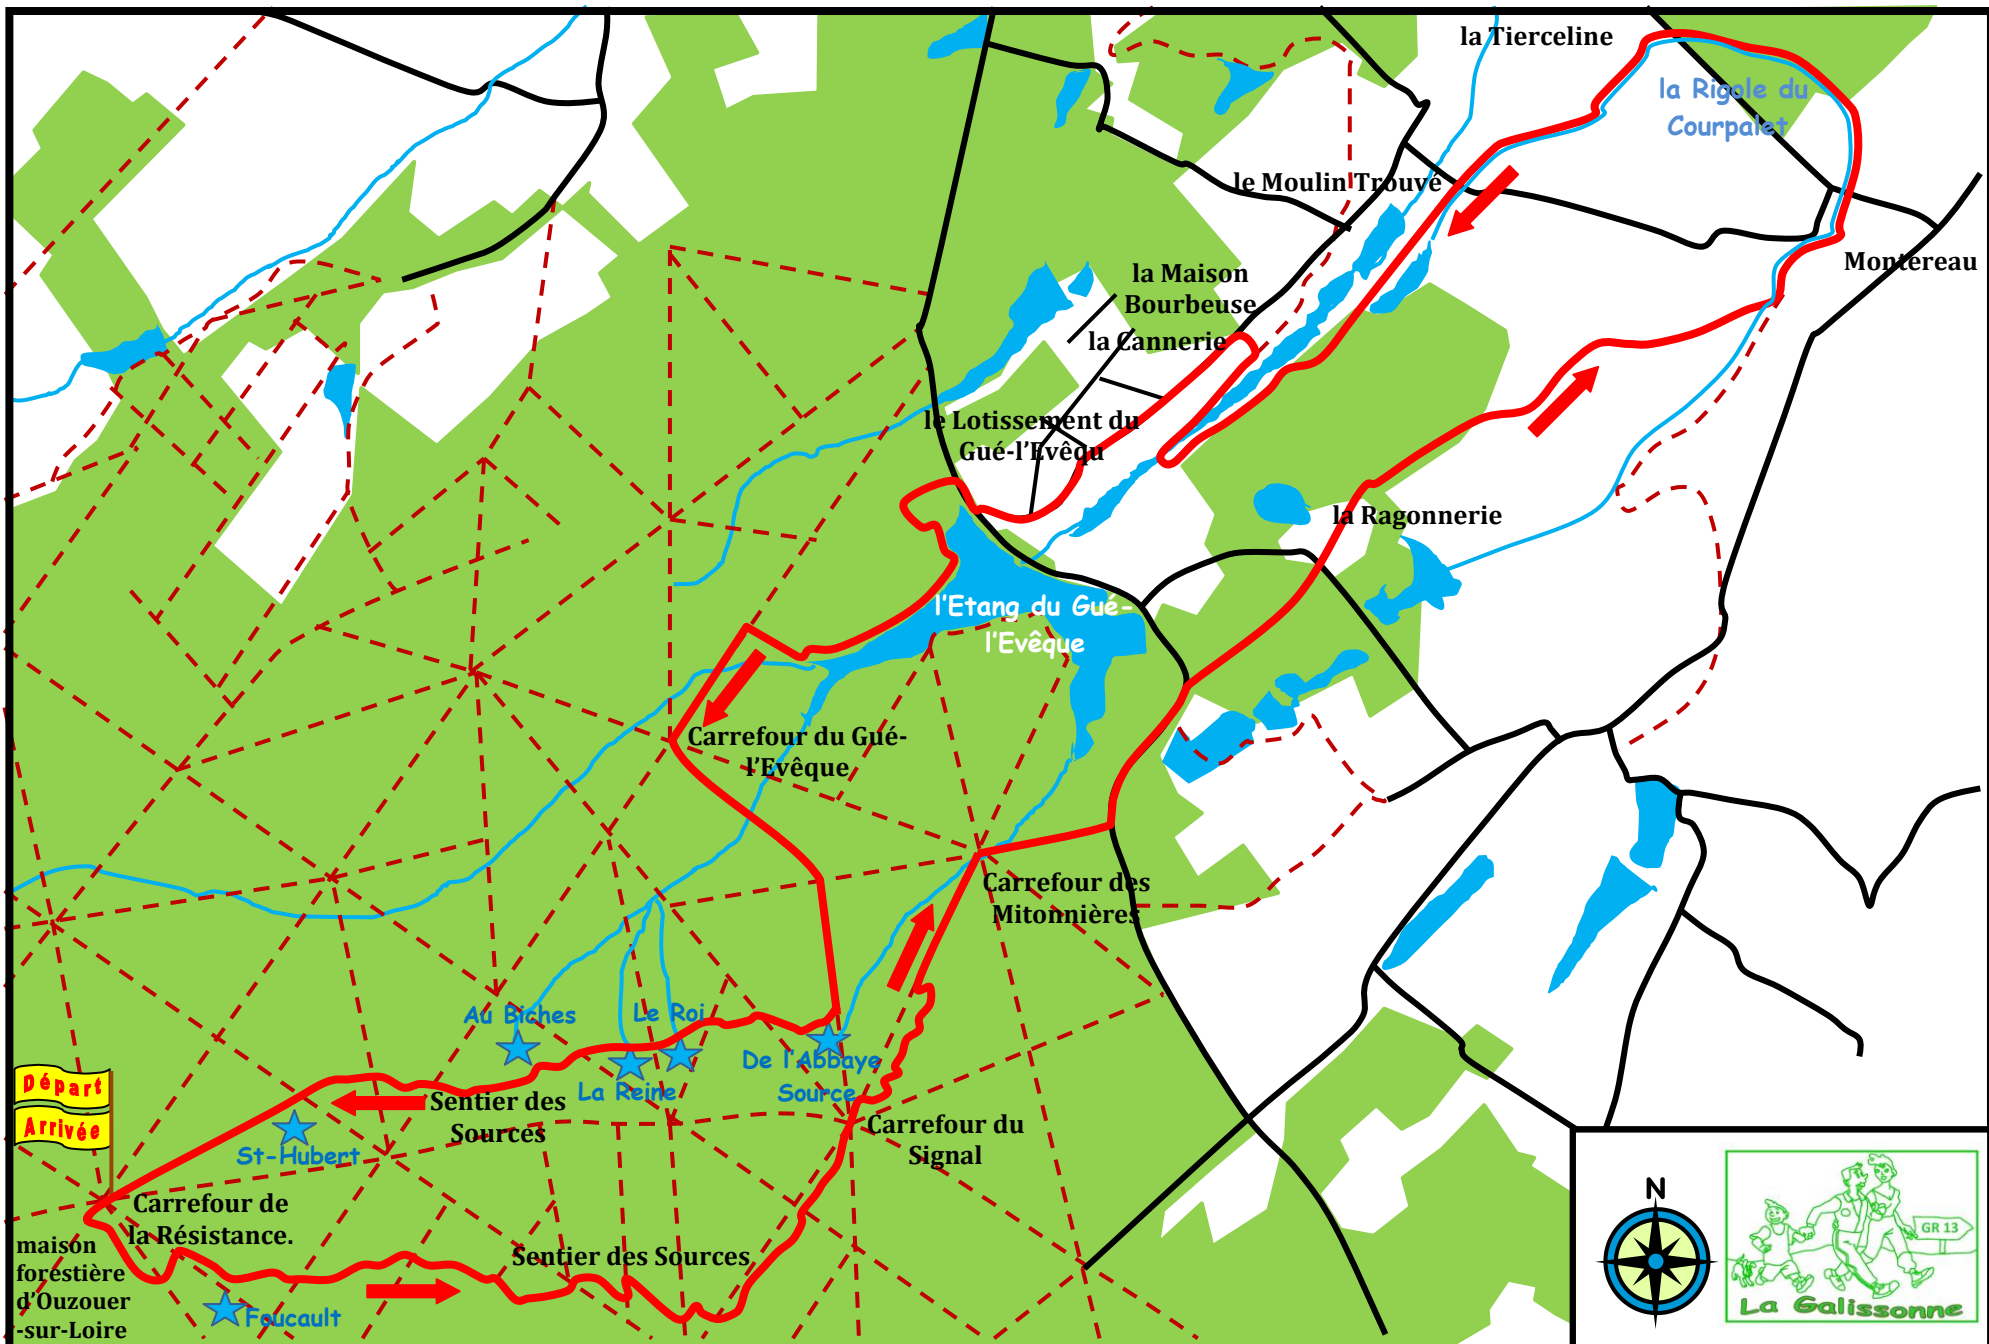 la Tierceline
la Rigole du
Courpalet
le Moulin Trouvé
Montereau
la Maison
Bourbeuse
la Cannerie
le Lotissement du
Gué-l'Evêqu
la Ragonnerie
l'Etang du Gué-
l'Evêque
Carrefour du Gué-
l'Evêque
Carrefour des
Mitonnières
Au Biches
Le Roi
De l'Abbaye
Source
La Reine
Départ
Arrivée
Sentier des
Sources
St-Hubert
Carrefour du
Signal
Carrefour de
la Résistance.
maison
forestière
d'Ouzouer
-sur-Loire
Sentier des Sources
Foucault
N
GR 13
La Galissonne